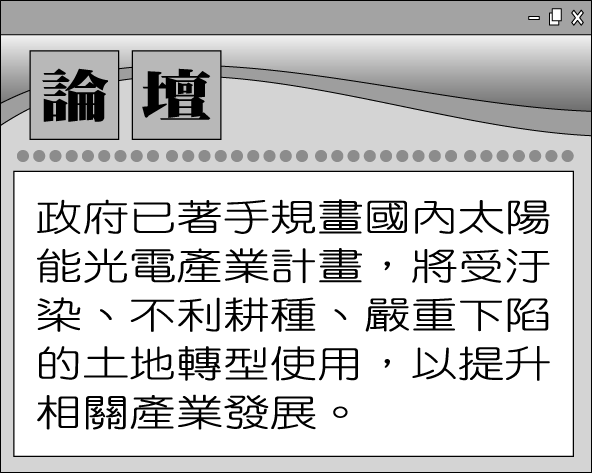 論壇
政府已著手規畫國內太陽
能光電產業計畫，將受汙
染、不利耕種、嚴重下陷
的土地轉型使用，以提升
相關產業發展。